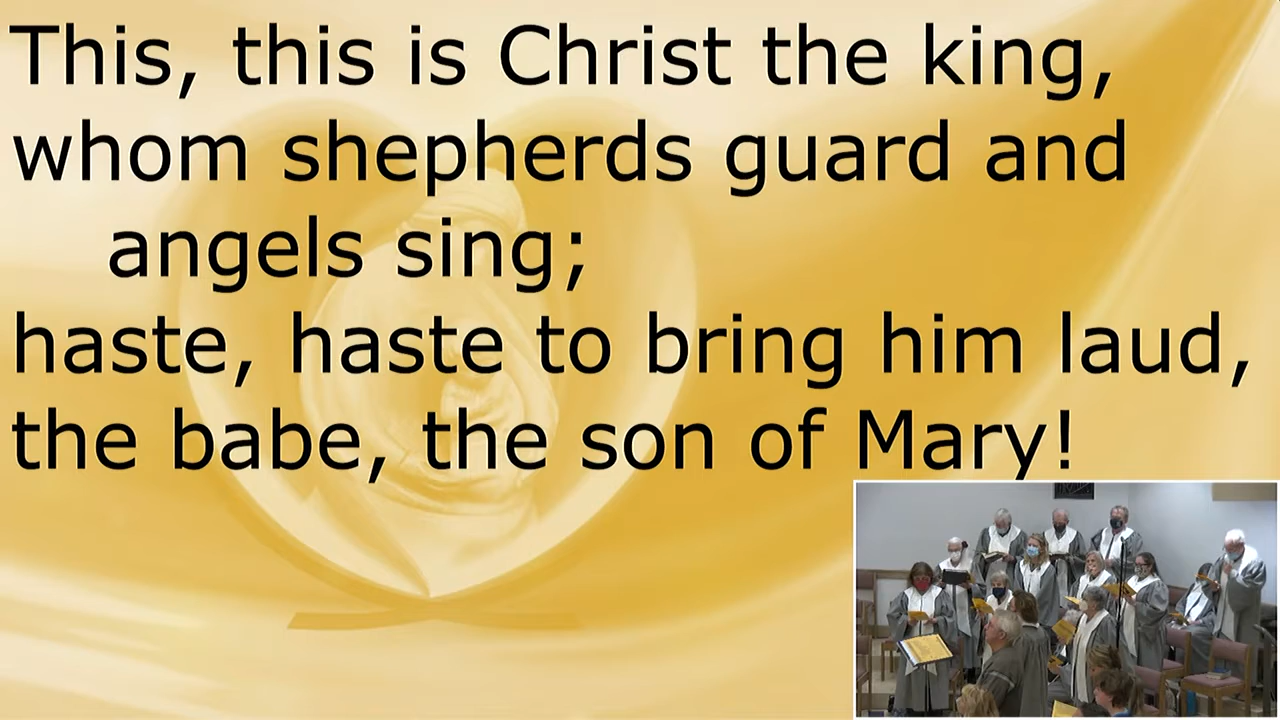 This, this is Christ the king,
whom shepherds guard and
angels sing;
haste, haste to bring him laud,
the babe, the son of Mary!